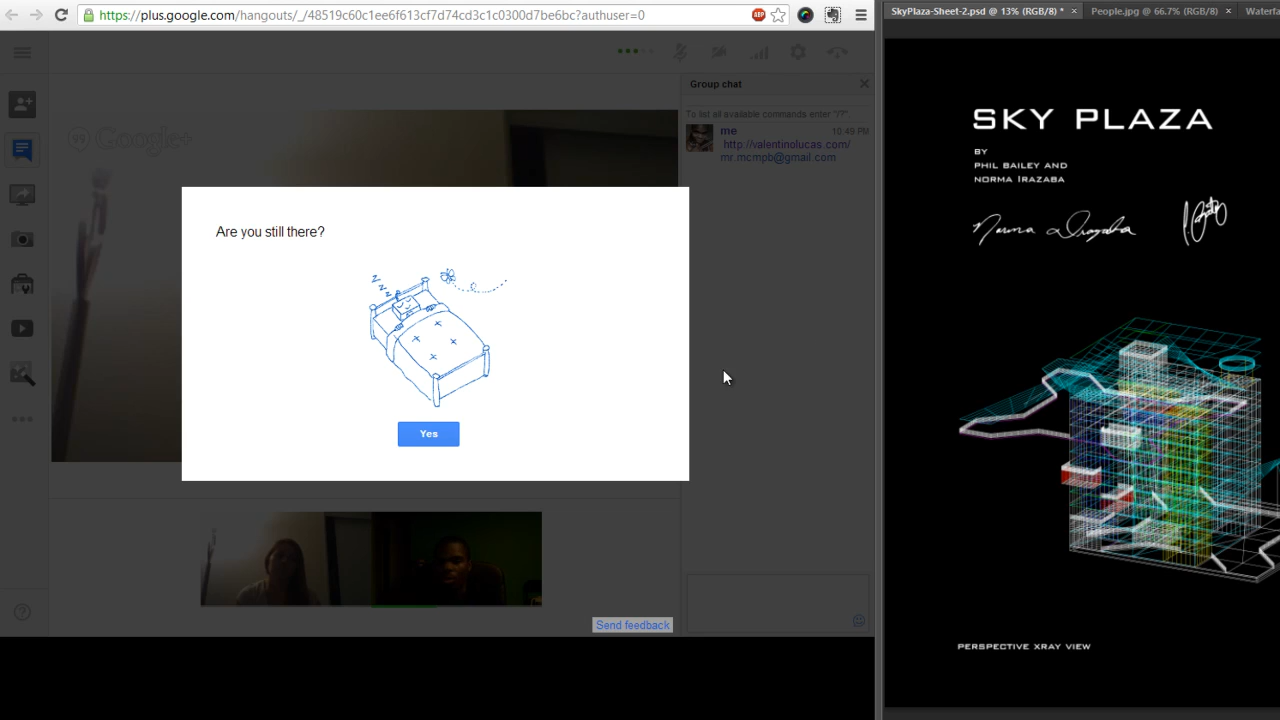 https://plus.google.com/hangouts/_/48519c60c1ee6f613cf7d74cd3c1c0300d7be6bc?authuser=0
ABP
SkyPlaza-Sheet-2.psd @ 13% (RGB/8) *
People.jpg @ 66.7% (RGB/8)
Waterfa
Google+
Group chat
To list all available commands enter "/?"
me
10:49 PM
http://valentinolucas.com/
mr.mcmpb@gmail.com
Are you still there?
z z z z
Yes
Send feedback
SKY PLAZA
BY
PHIL BAILEY AND
NORMA IRAZABA
PERSPECTIVE XRAY VIEW